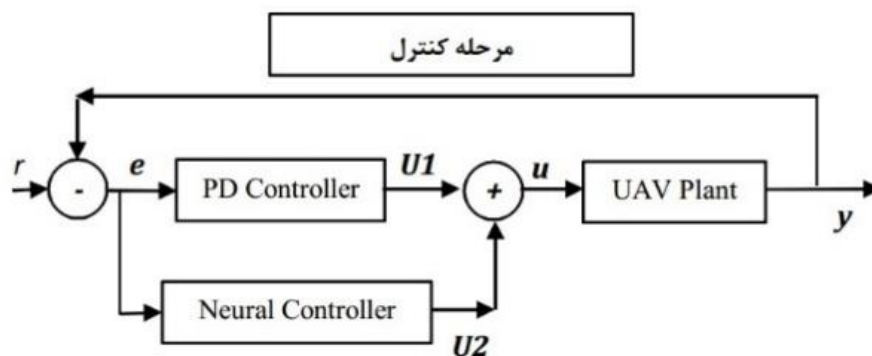 مرحله کنترل
r
-
e
PD Controller
U1
+
u
UAV Plant
y
Neural Controller
U2